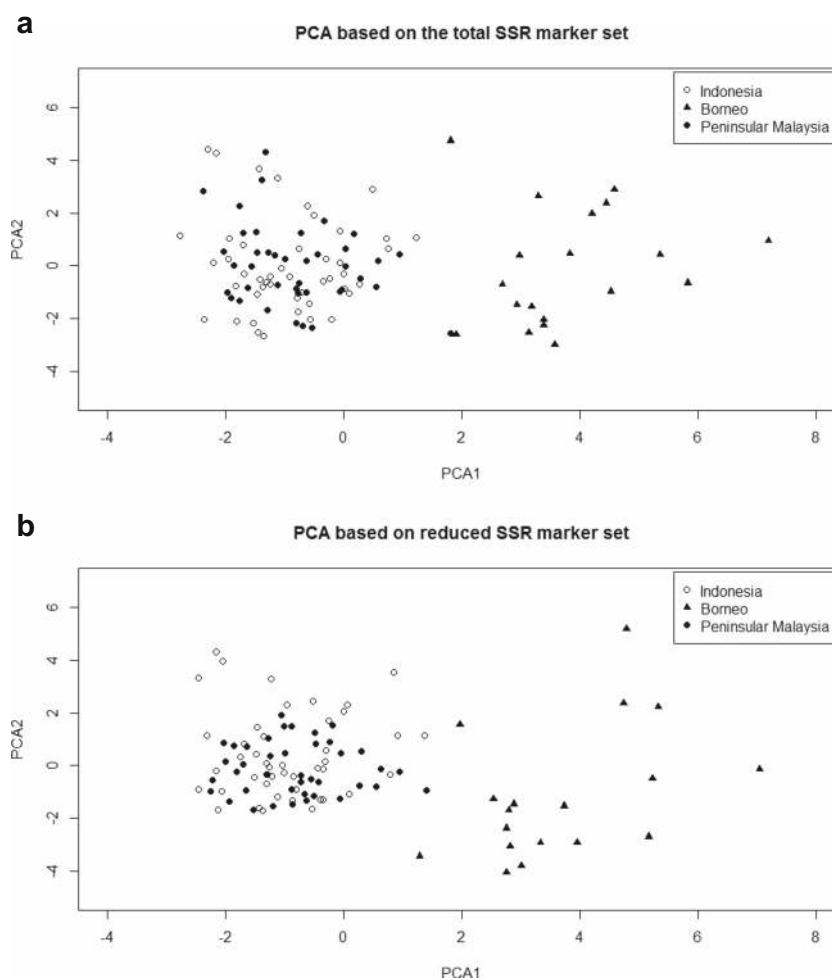 a
PCA based on the total SSR marker set
Indonesia
Borneo
Peninsular Malaysia
6
4
2
0
-2
-4
PCA2
-4 -2 0 2 4 6 8
PCA1
b
PCA based on reduced SSR marker set
Indonesia
Borneo
Peninsular Malaysia
6
4
2
0
-2
-4
PCA2
-4 -2 0 2 4 6 8
PCA1